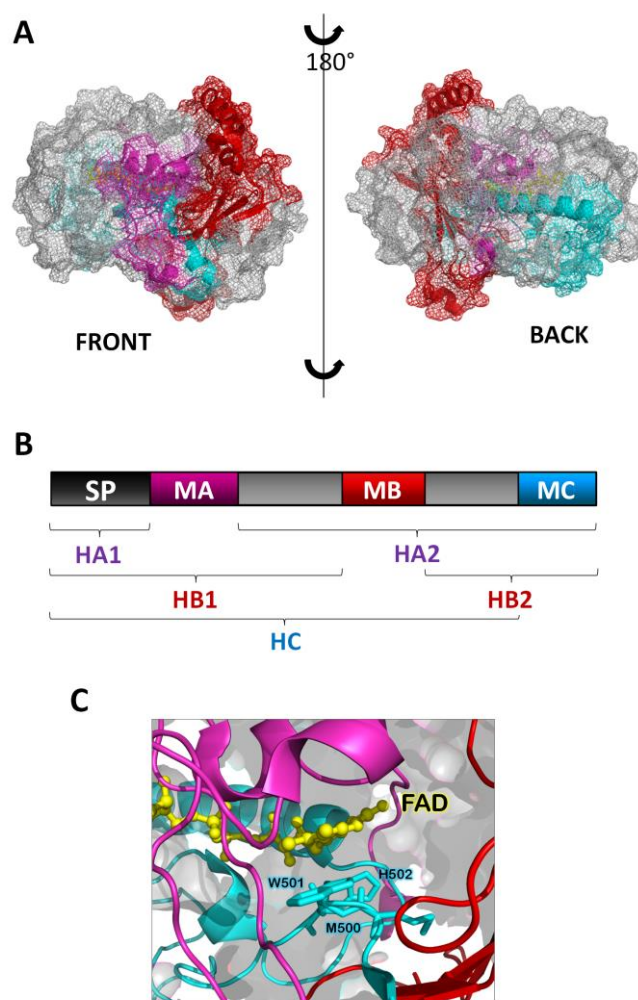 A
180°
FRONT
BACK
B
SP MA MB MC
HA1 HA2
HB1 HB2
HC
C
FAD
W501 H502
M500